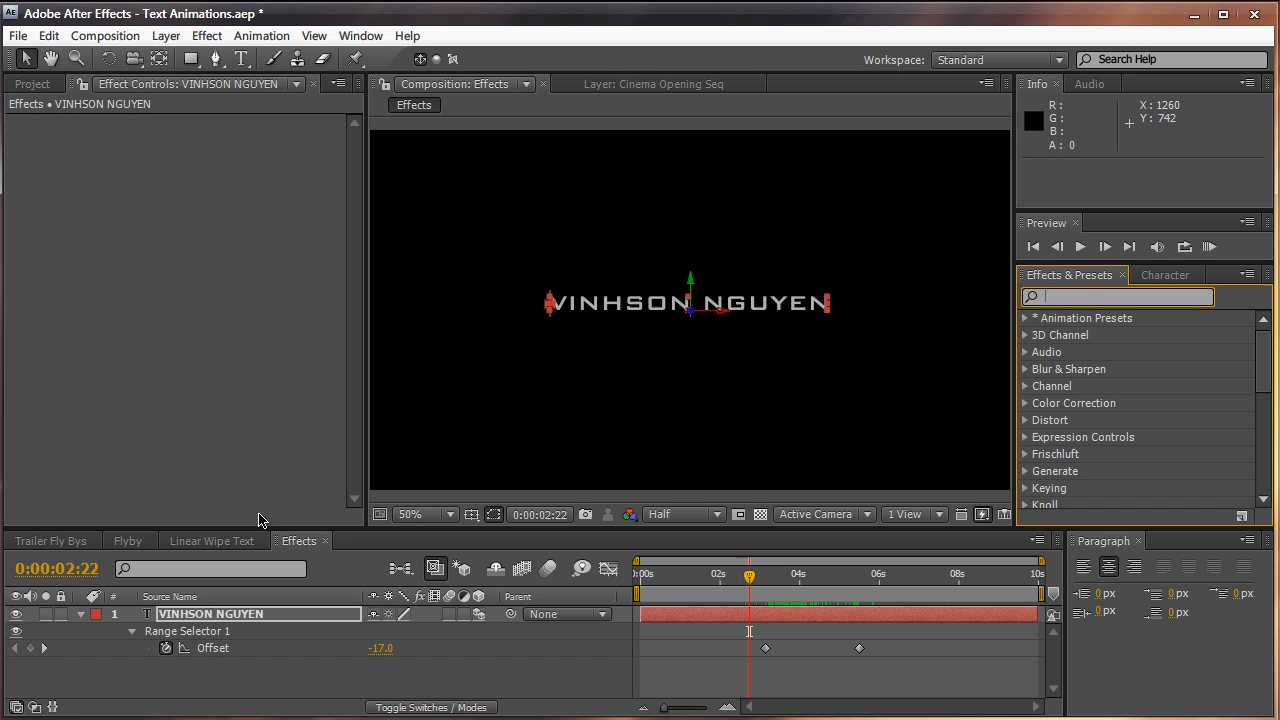 Adobe After Effects - Text Animations.aep *
File Edit Composition Layer Effect Animation View Window Help
Workspace: Standard Search Help
Project Effect Controls: VINHSON NGUYEN Composition: Effects Layer: Cinema Opening Seq Info Audio
Effects • VINHSON NGUYEN
Effects
R:
G:
B:
A: 0
X: 1260
Y: 742
Preview
Effects & Presets Character
* Animation Presets
3D Channel
Audio
Blur & Sharpen
Channel
Color Correction
Distort
Expression Controls
Frischluft
Generate
Keying
Knoll
VINHSON NGUYEN
50% 0:00:02:22 Half Active Camera 1 View
Trailer Fly Bys Flyby Linear Wipe Text Effects Paragraph
0:00:02:22
):00s 02s 04s 06s 08s 10s
# Source Name fx Parent
1 T VINHSON NGUYEN None
Range Selector 1
Offset -17.0
0 px 0 px 0 px
0 px 0 px
Toggle Switches / Modes